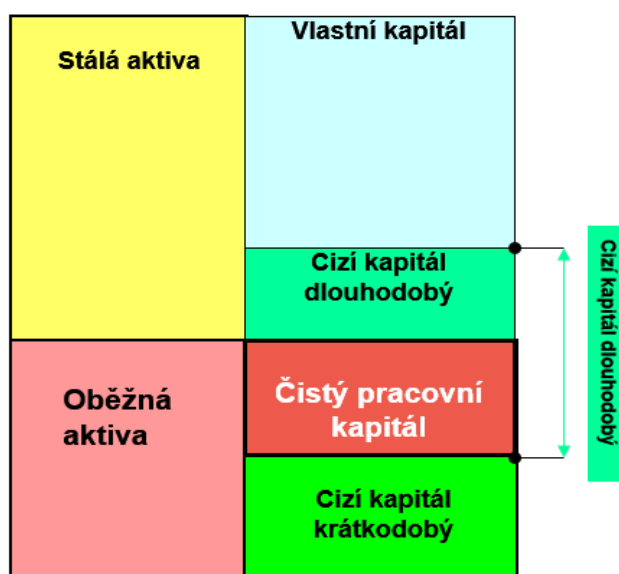 Stálá aktiva
Vlastní kapitál
Cizí kapitál
dlouhodobý
Cizí kapitál dlouhodobý
Oběžná
aktiva
Čistý pracovní
kapitál
Cizí kapitál
krátkodobý